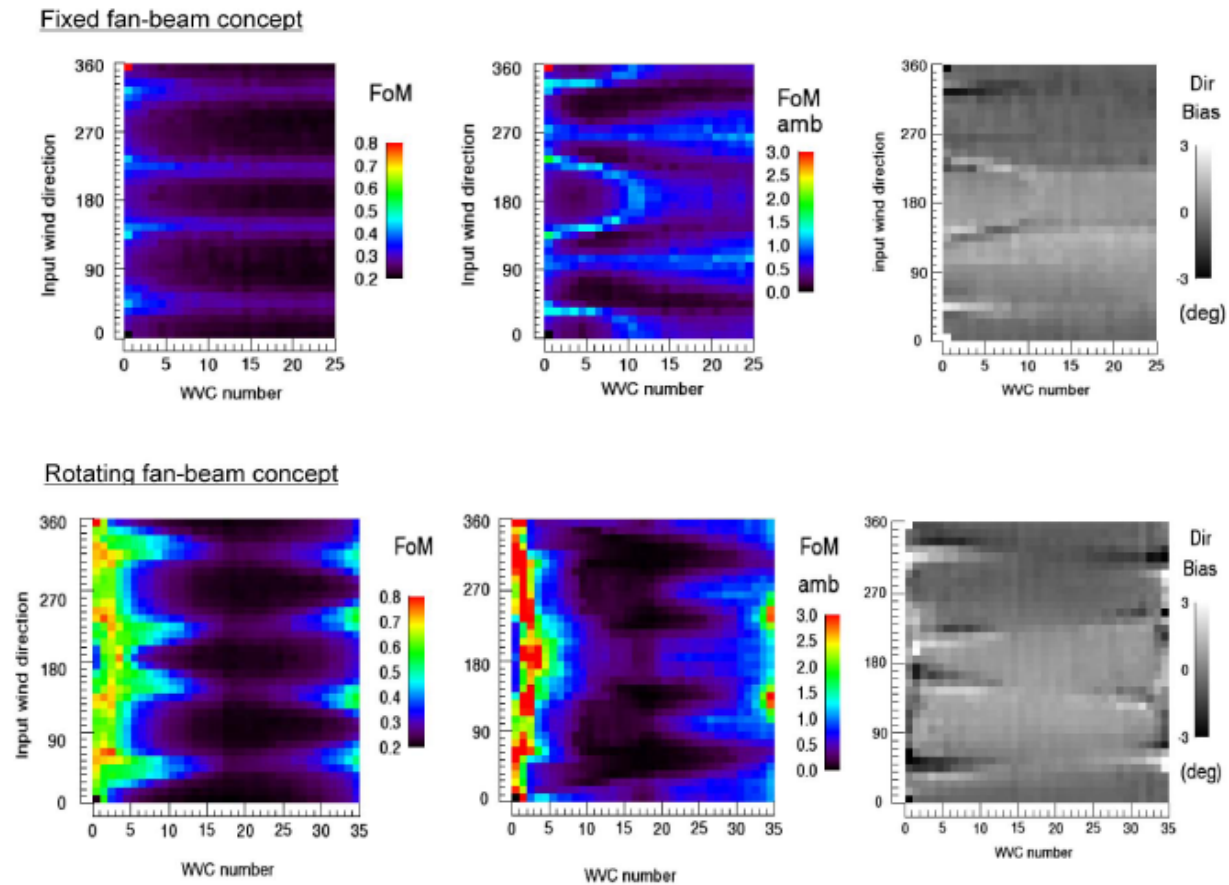 Fixed fan-beam concept
FoM
0.8
0.7
0.6
0.5
0.4
0.3
0.2
360
270
180
90
0
Input wind direction
0 5 10 15 20 25
WVC number
FoM
amb
3.0
2.5
2.0
1.5
1.0
0.5
0.0
360
270
180
90
0
Input wind direction
0 5 10 15 20 25
WVC number
Dir
Bias
3
0
-3
(deg)
360
270
180
90
0
input wind direction
0 5 10 15 20 25
WVC number
Rotating fan-beam concept
FoM
0.8
0.7
0.6
0.5
0.4
0.3
0.2
360
270
180
90
0
Input wind direction
0 5 10 15 20 25 30 35
WVC number
FoM
amb
3.0
2.5
2.0
1.5
1.0
0.5
0.0
360
270
180
90
0
0 5 10 15 20 25 30 35
WVC number
Dir
Bias
3
0
-3
(deg)
360
270
180
90
0
0 5 10 15 20 25 30 35
WVC number